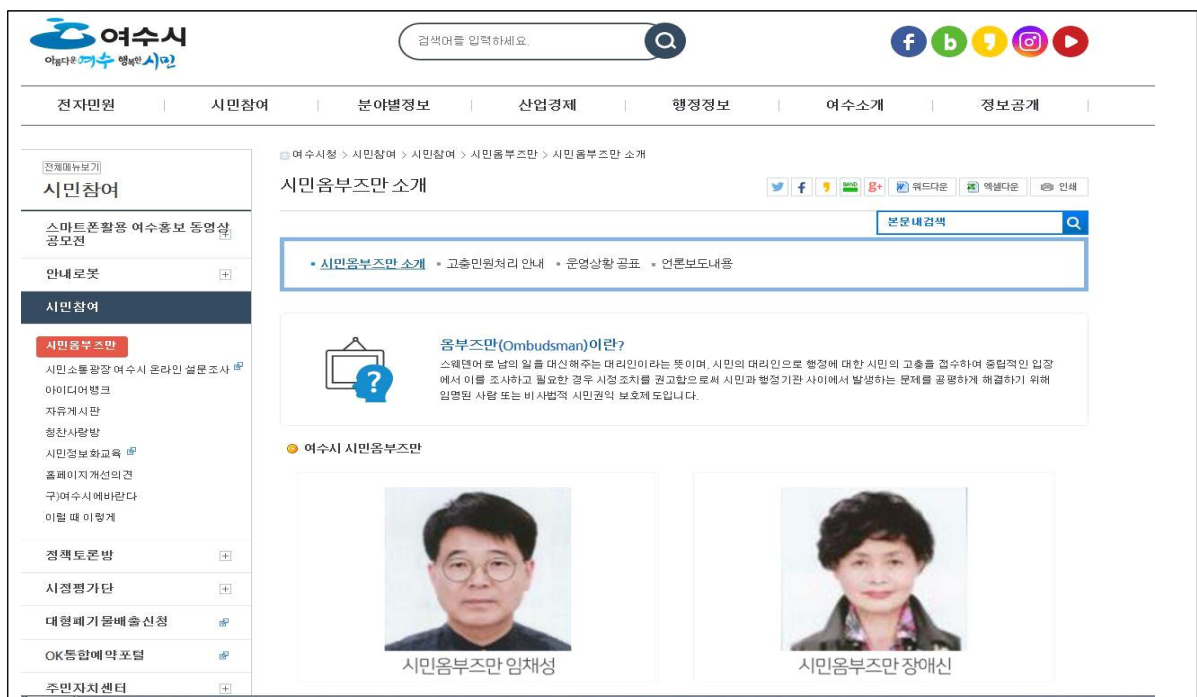 여수시
아름다운 여수 행복한 시민
검색어를 입력하세요.
전자민원
시민참여
분야별정보
산업경제
행정정보
여수소개
정보공개
전체메뉴보기
시민참여
스마트폰활용 여수홍보 동영상
공모전
안내로봇
시민참여
시민옴부즈만
시민소통광장 여수시 온라인 설문조사
아이디어뱅크
자유게시판
칭찬사랑방
시민정보화교육
홈페이지개선의견
구)여수시에바란다
이럴 때 이렇게
정책토론방
시정평가단
대형폐기물배출신청
OK통합예약포털
주민자치센터
여수시청 > 시민참여 > 시민참여 > 시민옴부즈만 > 시민옴부즈만 소개
시민옴부즈만 소개
BAND
g+
워드다운
엑셀다운
인쇄
본문내검색
시민옴부즈만 소개
고충민원처리 안내
운영상황 공표
언론보도내용
옴부즈만(Ombudsman)이란?
스웨덴어로 남의 일을 대신해주는 대리인이라는 뜻이며, 시민의 대리인으로 행정에 대한 시민의 고충을 접수하여 중립적인 입장
에서 이를 조사하고 필요한 경우 시정조치를 권고함으로써 시민과 행정기관 사이에서 발생하는 문제를 공평하게 해결하기 위해
임명된 사람 또는 비사법적 시민권익 보호제도입니다.
여수시 시민옴부즈만
시민옴부즈만 임채성
시민옴부즈만 장애신